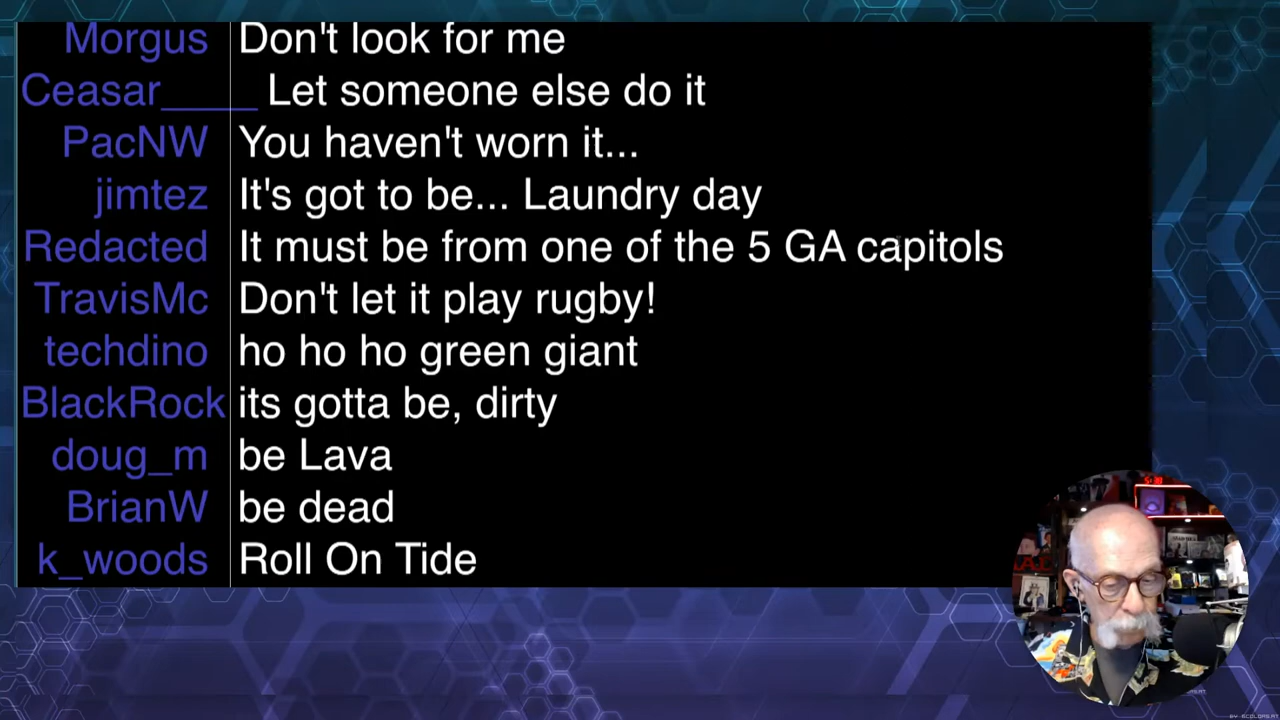 Morgus Don't look for me
Ceasar____ Let someone else do it
PacNW You haven't worn it...
jimtez It's got to be... Laundry day
Redacted It must be from one of the 5 GA capitols
TravisMc Don't let it play rugby!
techdino ho ho ho green giant
BlackRock its gotta be, dirty
doug_m be Lava
BrianW be dead
k_woods Roll On Tide